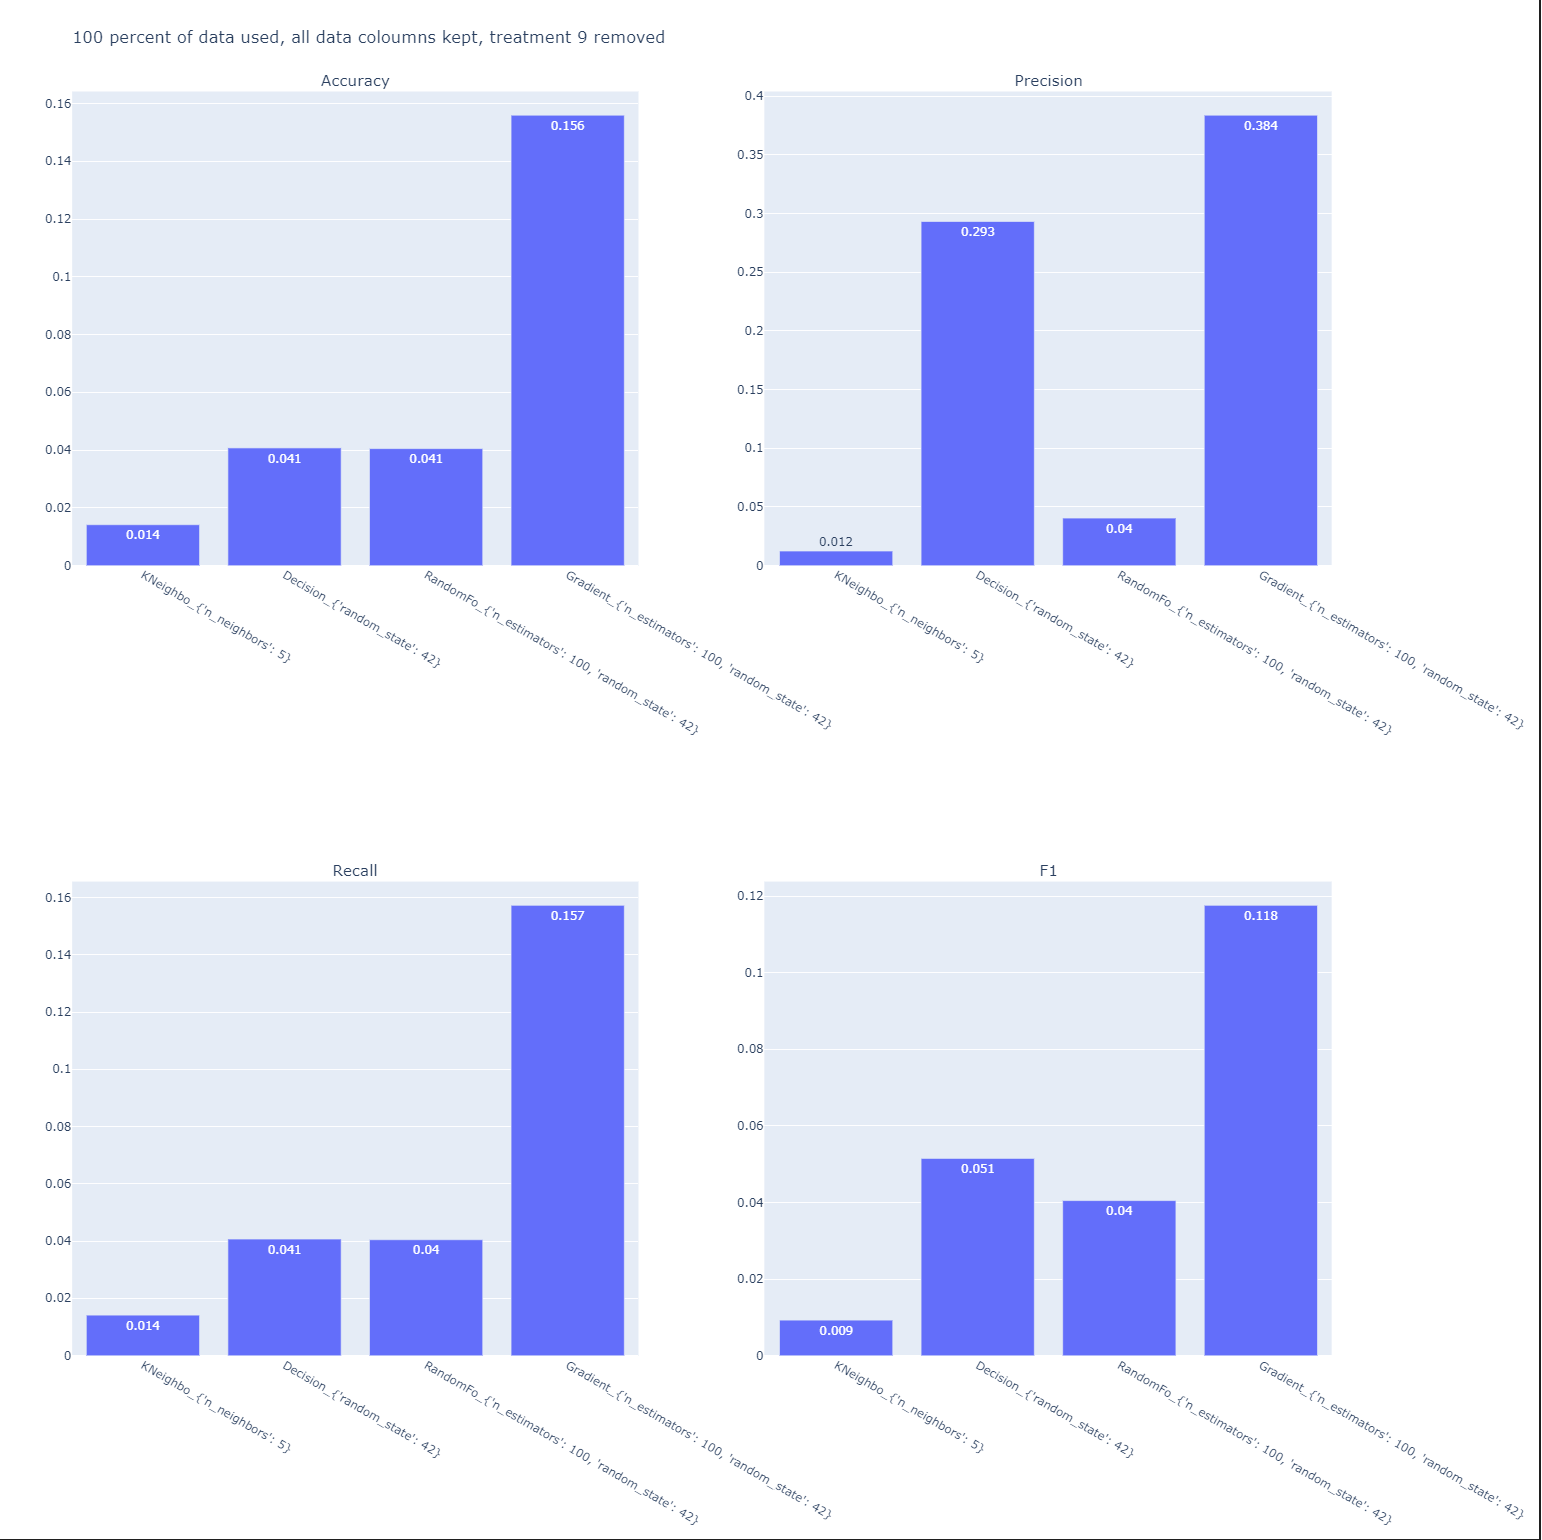 100 percent of data used, all data coloumns kept, treatment 9 removed
Accuracy
0.16
0.14
0.12
0.1
0.08
0.06
0.04
0.02
0
0.014
0.041
0.041
0.156
KNeighbo_{'n_neighbors': 5}
Decision_{'random_state': 42}
RandomFo_{'n_estimators': 100, 'random_state': 42}
Gradient_{'n_estimators': 100, 'random_state': 42}
Precision
0.4
0.35
0.3
0.25
0.2
0.15
0.1
0.05
0
0.012
0.293
0.04
0.384
KNeighbo_{'n_neighbors': 5}
Decision_{'random_state': 42}
RandomFo_{'n_estimators': 100, 'random_state': 42}
Gradient_{'n_estimators': 100, 'random_state': 42}
Recall
0.16
0.14
0.12
0.1
0.08
0.06
0.04
0.02
0
0.014
0.041
0.04
0.157
KNeighbo_{'n_neighbors': 5}
Decision_{'random_state': 42}
RandomFo_{'n_estimators': 100, 'random_state': 42}
Gradient_{'n_estimators': 100, 'random_state': 42}
F1
0.12
0.1
0.08
0.06
0.04
0.02
0
0.009
0.051
0.04
0.118
KNeighbo_{'n_neighbors': 5}
Decision_{'random_state': 42}
RandomFo_{'n_estimators': 100, 'random_state': 42}
Gradient_{'n_estimators': 100, 'random_state': 42}